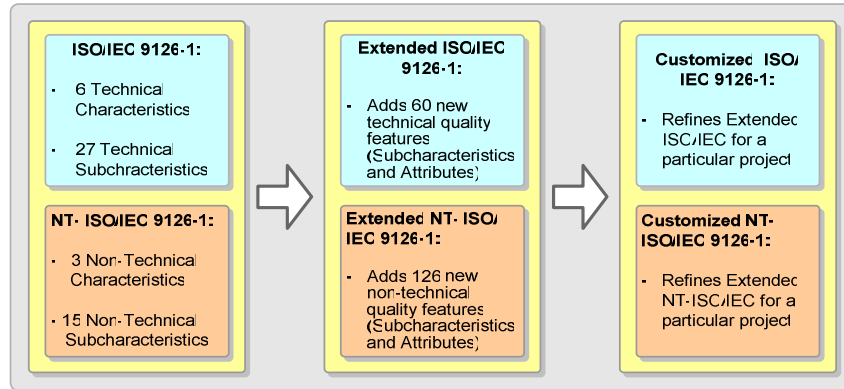 ISO/IEC 9126-1:
- 6 Technical
Characteristics
- 27 Technical
Subchracteristics
NT- ISO/IEC 9126-1:
- 3 Non-Technical
Characteristics
- 15 Non-Technical
Subcharacteristics
Extended ISO/IEC
9126-1:
- Adds 60 new
technical quality
features
(Subcharacteristics
and Attributes)
Extended NT- ISO/
IEC 9126-1:
- Adds 126 new
non-technical
quality features
(Subcharacteristics
and Attributes)
Customized ISO/
IEC 9126-1:
- Refines Extended
ISO/IEC for a
particular project
Customized NT-
ISO/IEC 9126-1:
- Refines Extended
NT-ISO/IEC for a
particular project